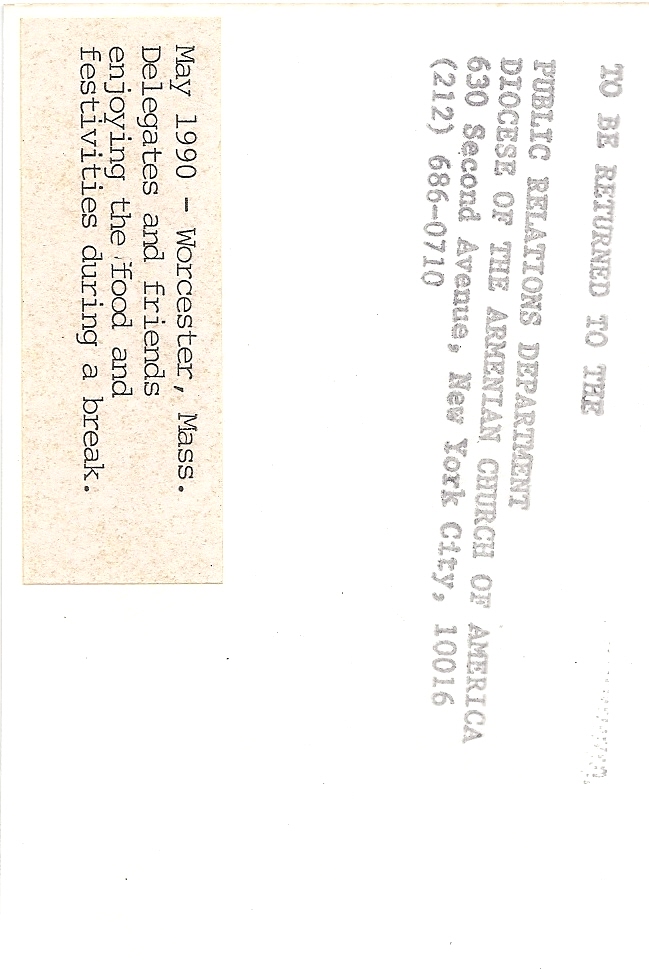 TO BE RETURNED TO THE
PUBLIC RELATIONS DEPARTMENT
DIOCESE OF THE ARMENIAN CHURCH OF AMERICA
630 Second Avenue, New York City, 10016
(212) 686-0710
May 1990 - Worcester, Mass.
Delegates and friends
enjoying the food and
festivities during a break.